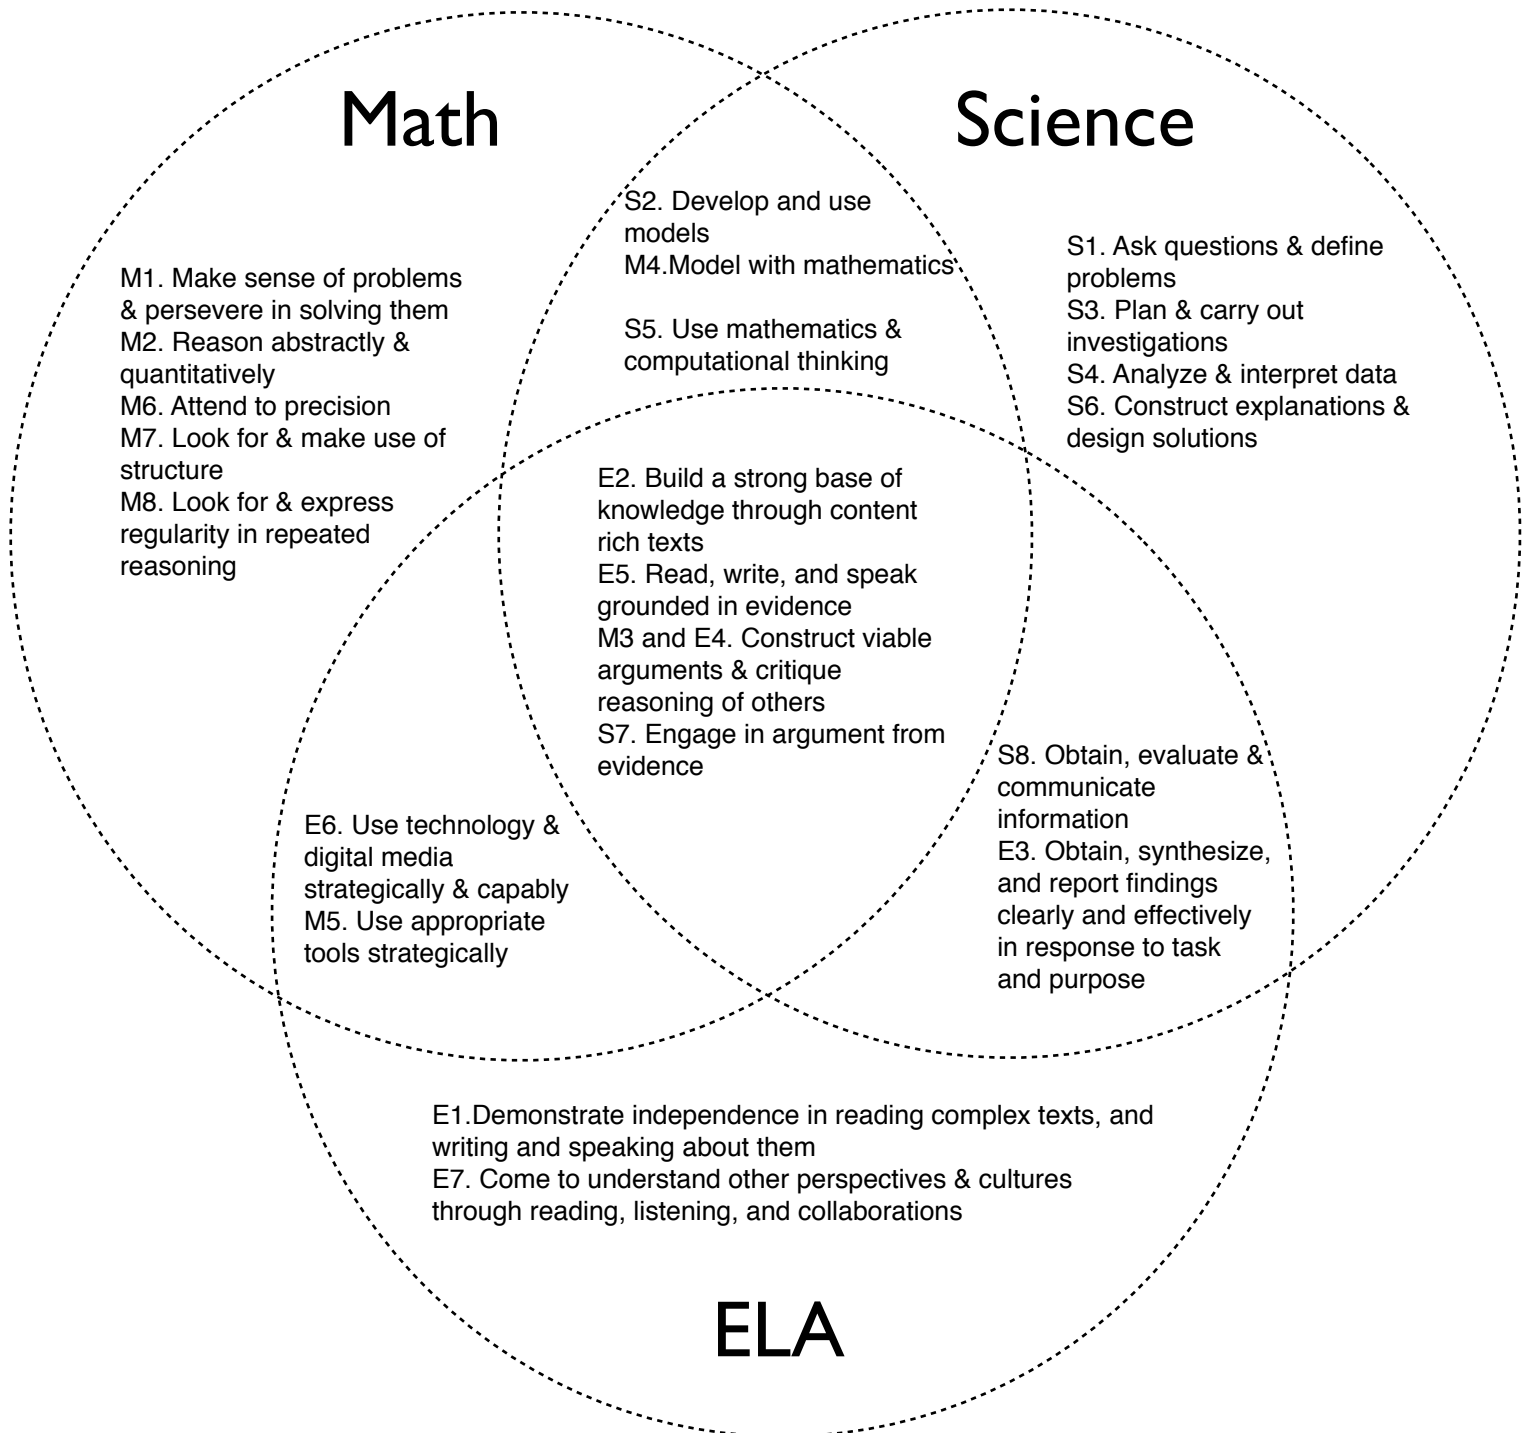 Math
Science
S2. Develop and use
models
M4.Model with mathematics
S5. Use mathematics &
computational thinking
S1. Ask questions & define
problems
S3. Plan & carry out
investigations
S4. Analyze & interpret data
S6. Construct explanations &
design solutions
M1. Make sense of problems
& persevere in solving them
M2. Reason abstractly &
quantitatively
M6. Attend to precision
M7. Look for & make use of
structure
M8. Look for & express
regularity in repeated
reasoning
E2. Build a strong base of
knowledge through content
rich texts
E5. Read, write, and speak
grounded in evidence
M3 and E4. Construct viable
arguments & critique
reasoning of others
S7. Engage in argument from
evidence
S8. Obtain, evaluate &
communicate
information
E3. Obtain, synthesize,
and report findings
clearly and effectively
in response to task
and purpose
E6. Use technology &
digital media
strategically & capably
M5. Use appropriate
tools strategically
E1.Demonstrate independence in reading complex texts, and
writing and speaking about them
E7. Come to understand other perspectives & cultures
through reading, listening, and collaborations
ELA